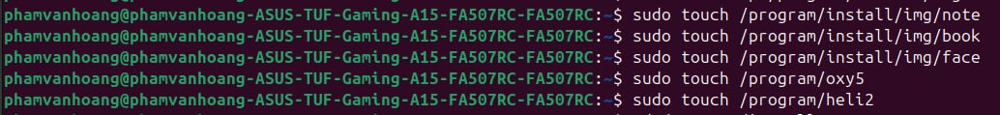 phamvanhoang@phamvanhoang-ASUS-TUF-Gaming-A15-FA507RC-FA507RC:~$ sudo touch /program/install/img/note
phamvanhoang@phamvanhoang-ASUS-TUF-Gaming-A15-FA507RC-FA507RC:~$ sudo touch /program/install/img/book
phamvanhoang@phamvanhoang-ASUS-TUF-Gaming-A15-FA507RC-FA507RC:~$ sudo touch /program/install/img/face
phamvanhoang@phamvanhoang-ASUS-TUF-Gaming-A15-FA507RC-FA507RC:~$ sudo touch /program/oxy5
phamvanhoang@phamvanhoang-ASUS-TUF-Gaming-A15-FA507RC-FA507RC:~$ sudo touch /program/heli2